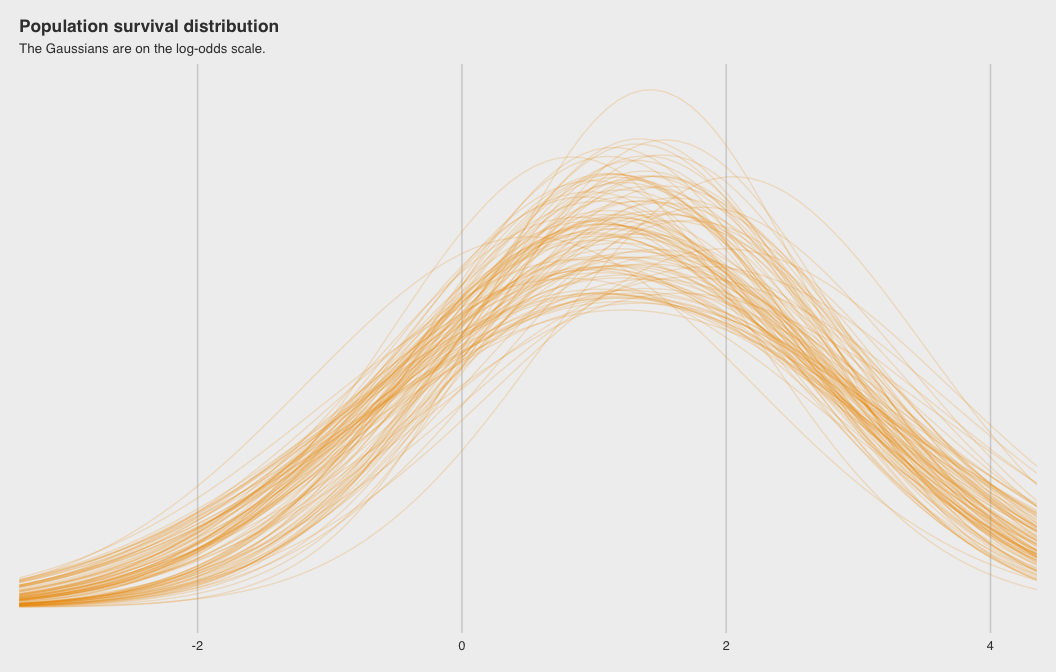 Population survival distribution
The Gaussians are on the log-odds scale.
-2 0 2 4